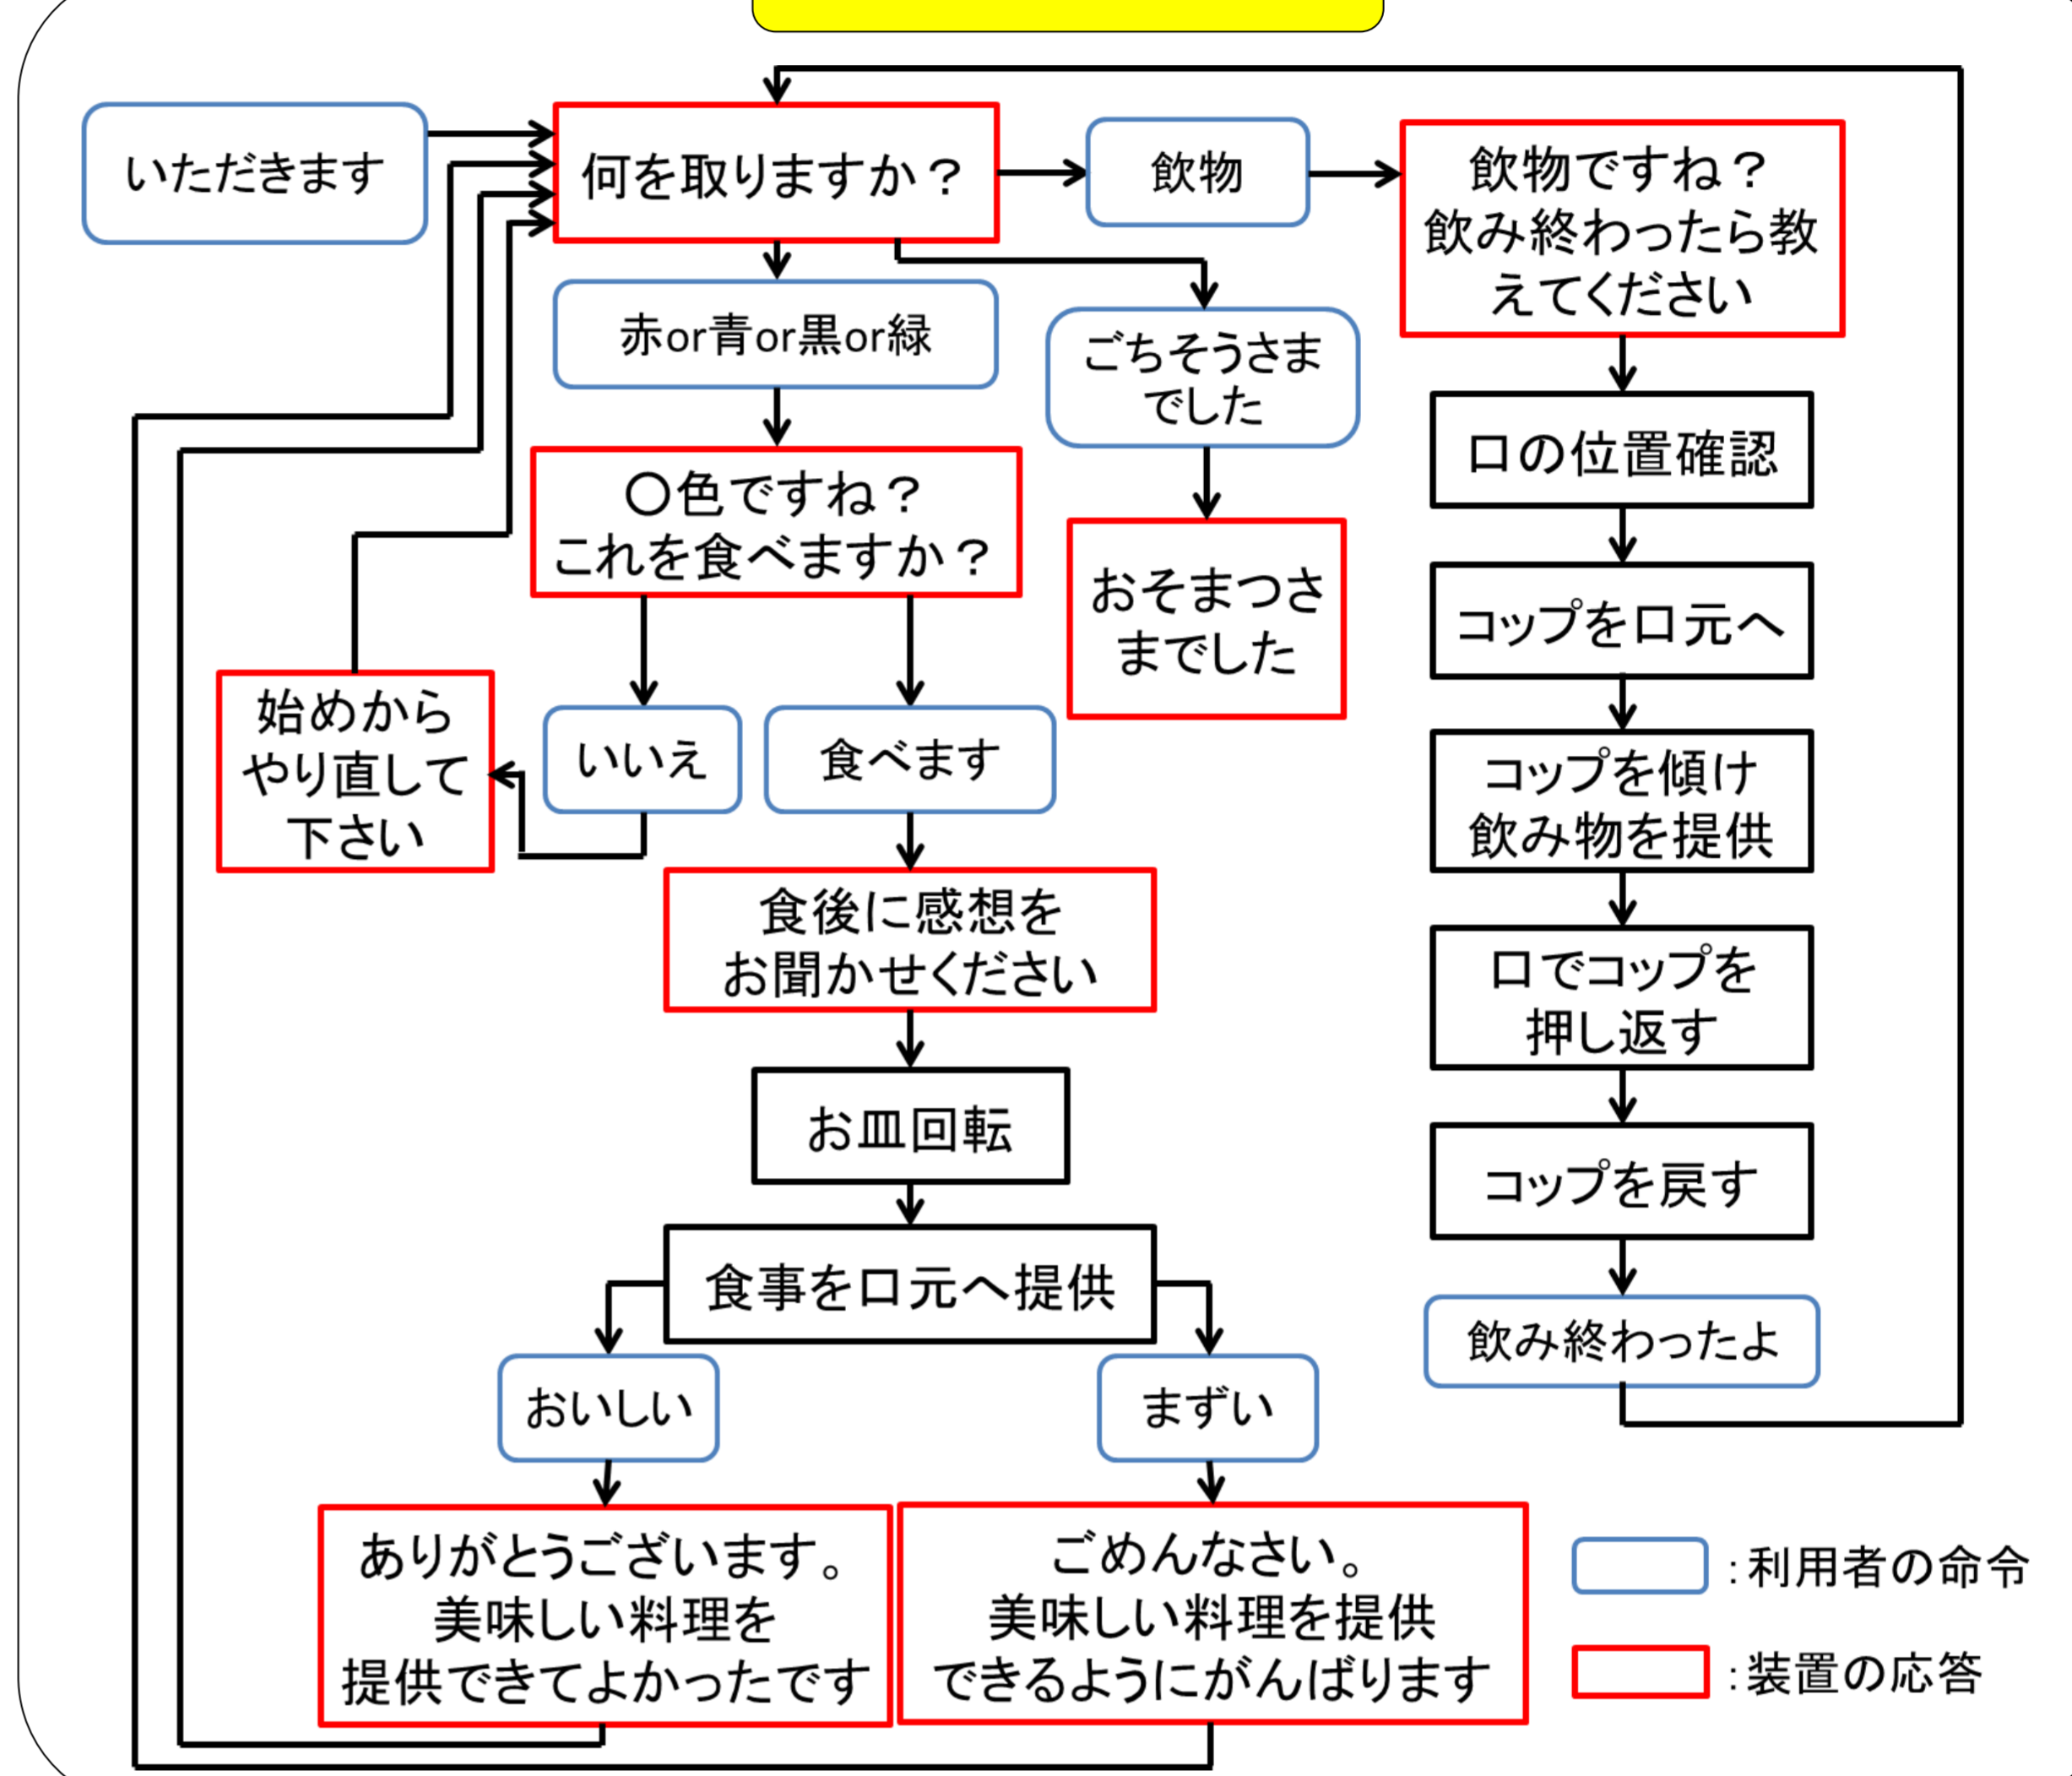 いただきます
何を取りますか？
飲物
飲物ですね？
飲み終わったら教
えてください
赤or青or黒or緑
ごちそうさま
でした
口の位置確認
〇色ですね？
これを食べますか？
おそまつさ
までした
コップを口元へ
始めから
やり直して
下さい
いいえ
食べます
コップを傾け
飲み物を提供
食後に感想を
お聞かせください
口でコップを
押し返す
お皿回転
コップを戻す
食事を口元へ提供
飲み終わったよ
おいしい
まずい
ありがとうございます。
美味しい料理を
提供できてよかったです
ごめんなさい。
美味しい料理を提供
できるようにがんばります
：利用者の命令
：装置の応答